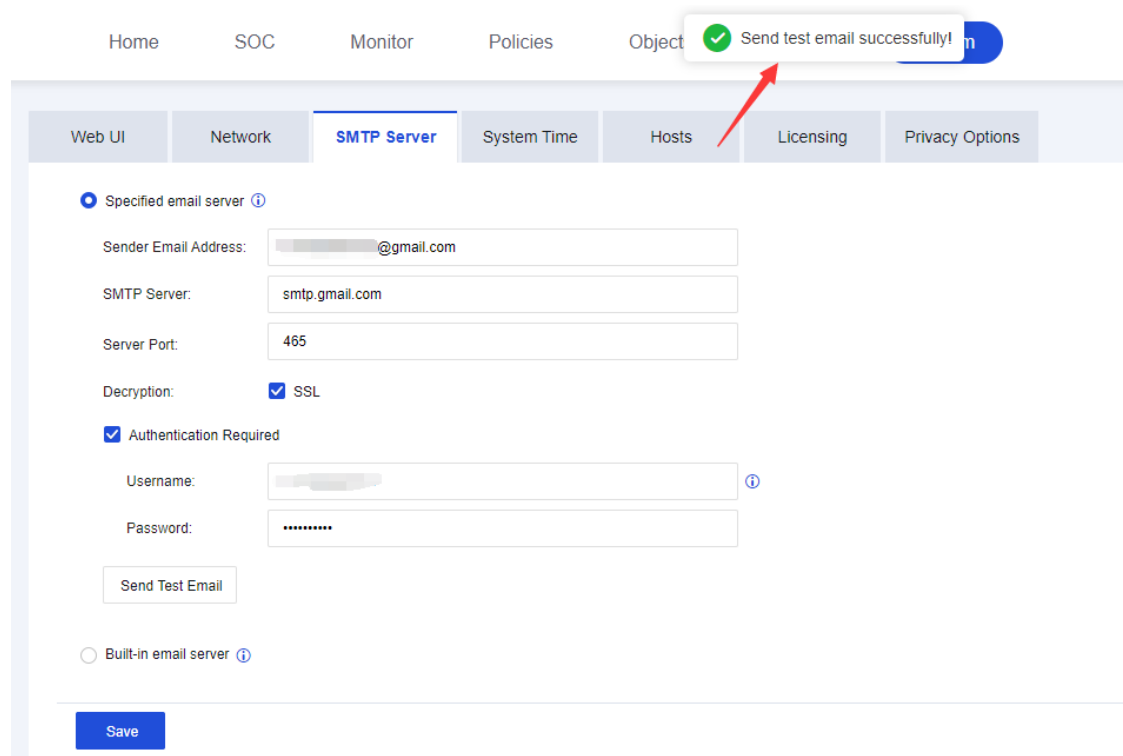 Home SOC Monitor Policies Object m
Send test email successfully!
Web UI Network SMTP Server System Time Hosts Licensing Privacy Options
Specified email server
Sender Email Address: @gmail.com
SMTP Server: smtp.gmail.com
Server Port: 465
Decryption: SSL
Authentication Required
Username:
Password: ••••••••••
Send Test Email
Built-in email server
Save